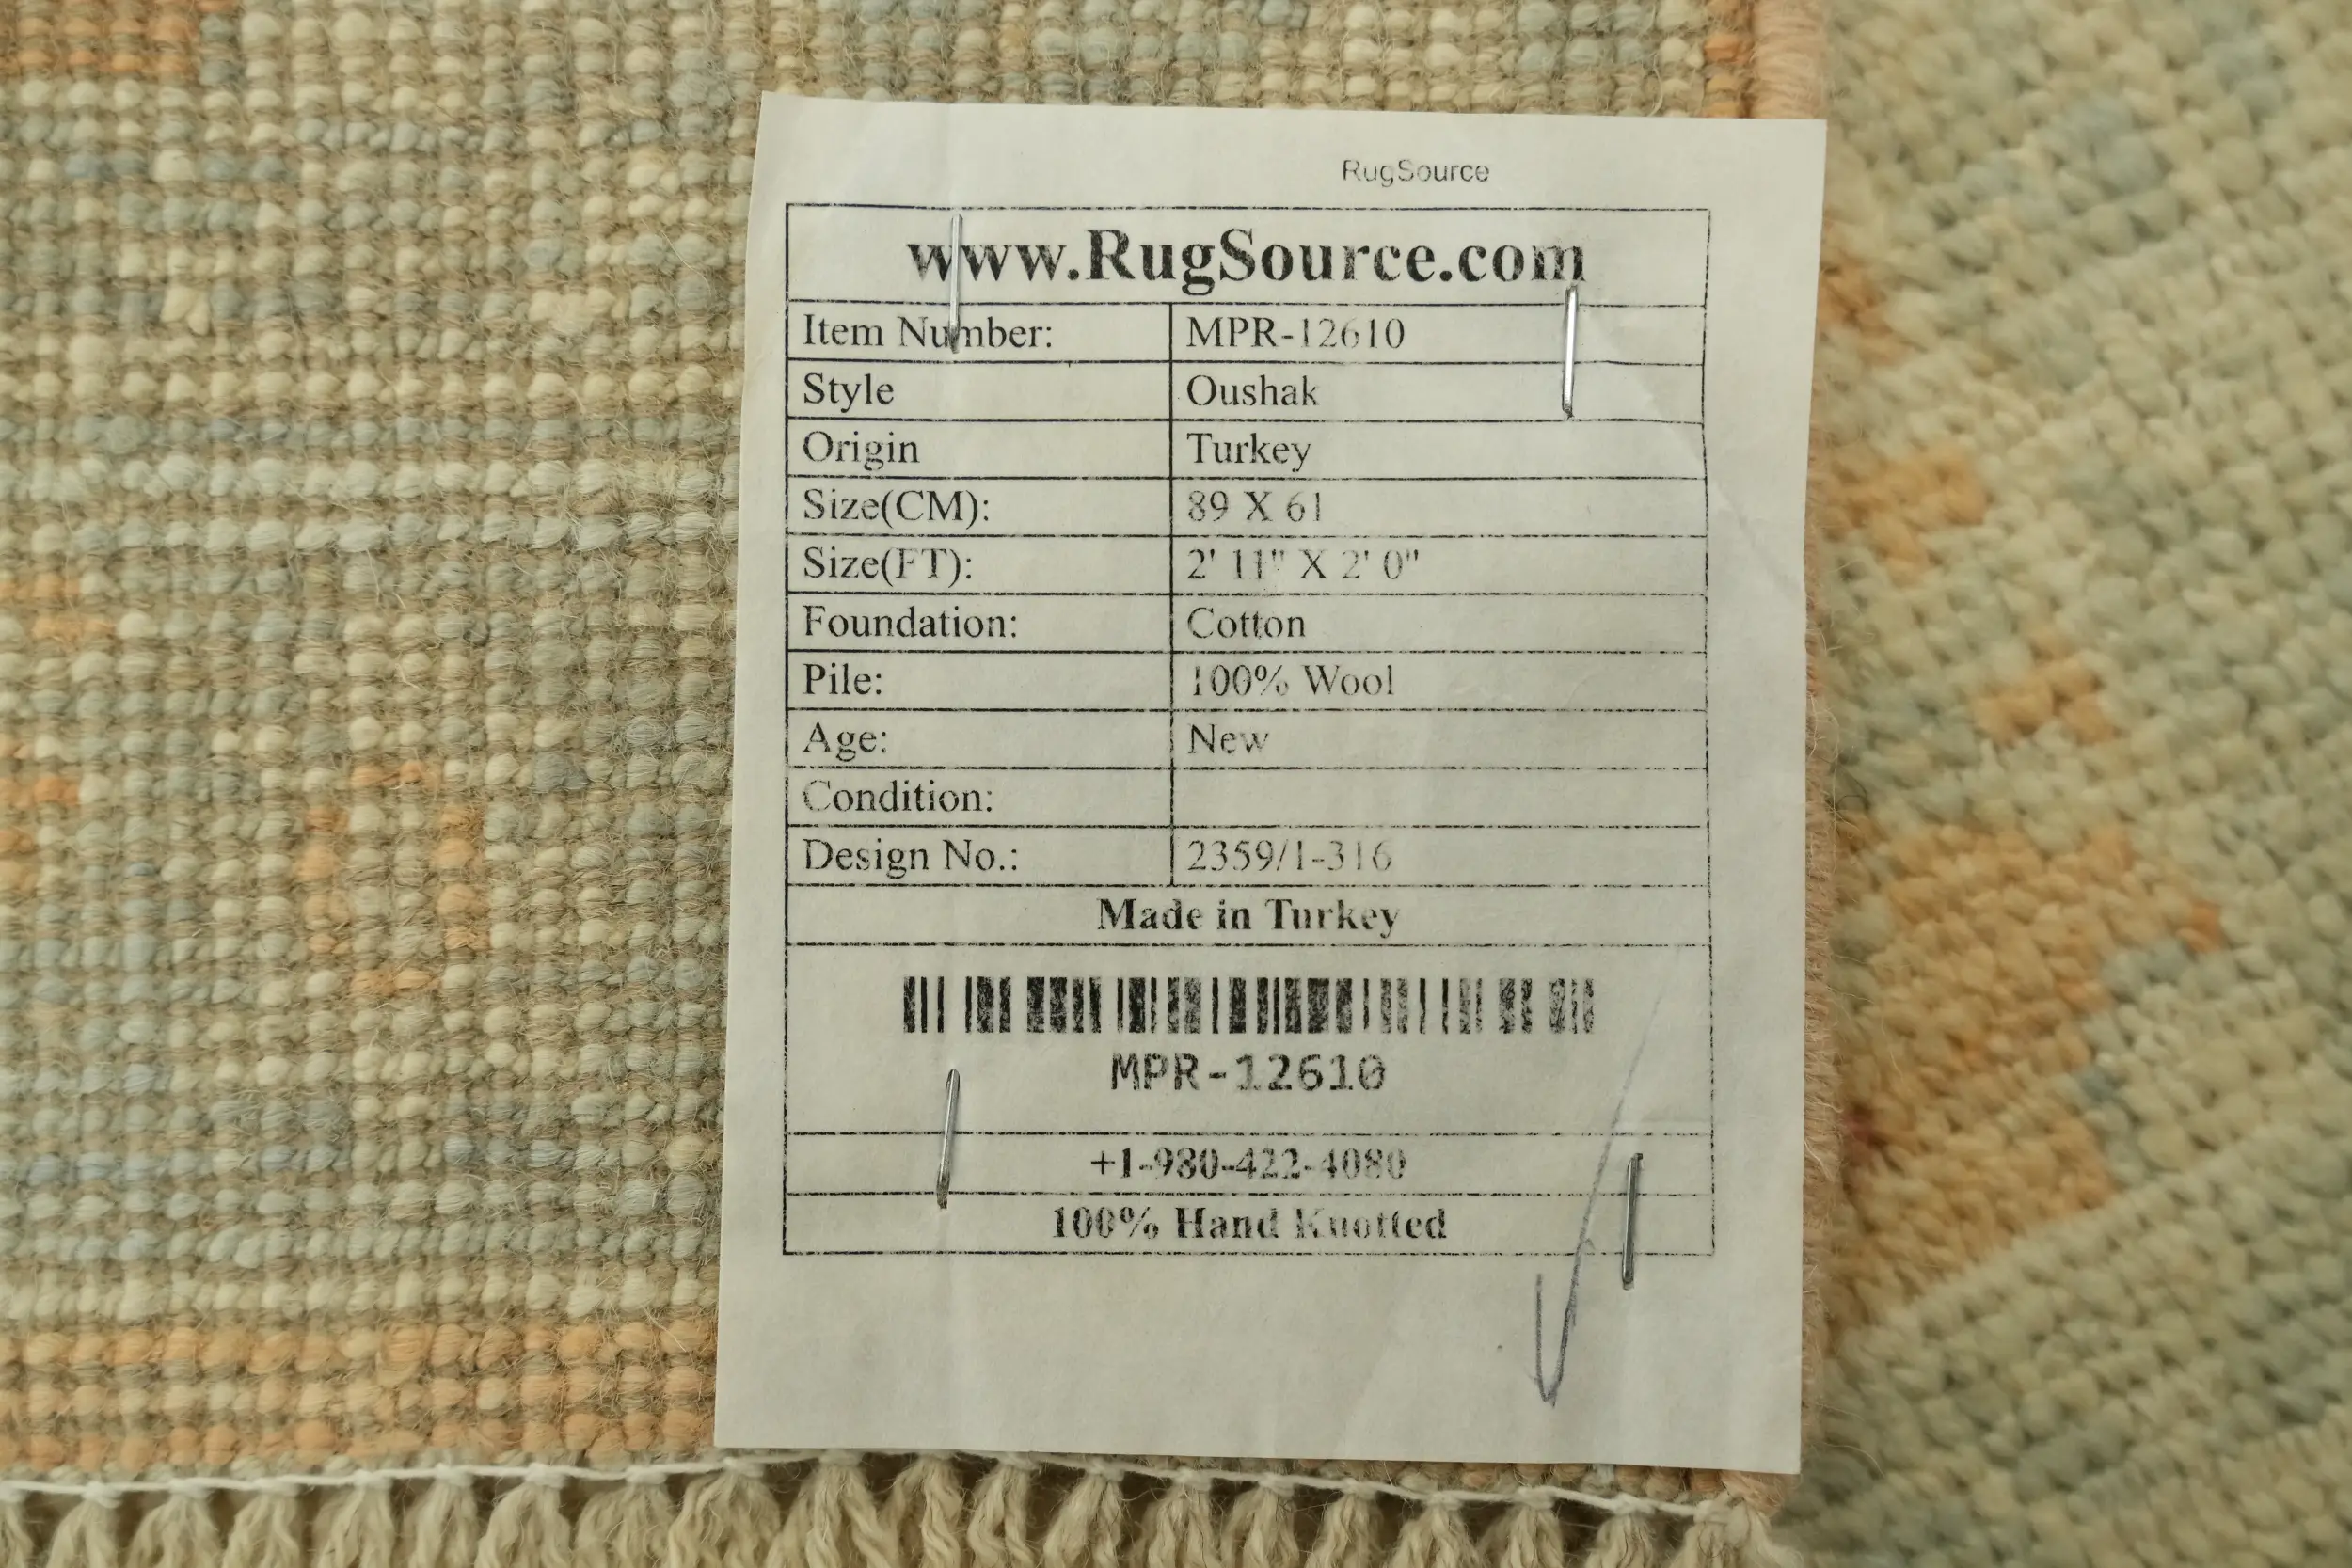 RugSource
www.RugSource.com
Item Number: MPR-12610
Style Oushak
Origin Turkey
Size(CM): 89 X 61
Size(FT): 2' 11" X 2' 0"
Foundation: Cotton
Pile: 100% Wool
Age: New
Condition:
Design No.: 2359/1-316
Made in Turkey
MPR-12610
+1-980-422-4080
100% Hand Knotted